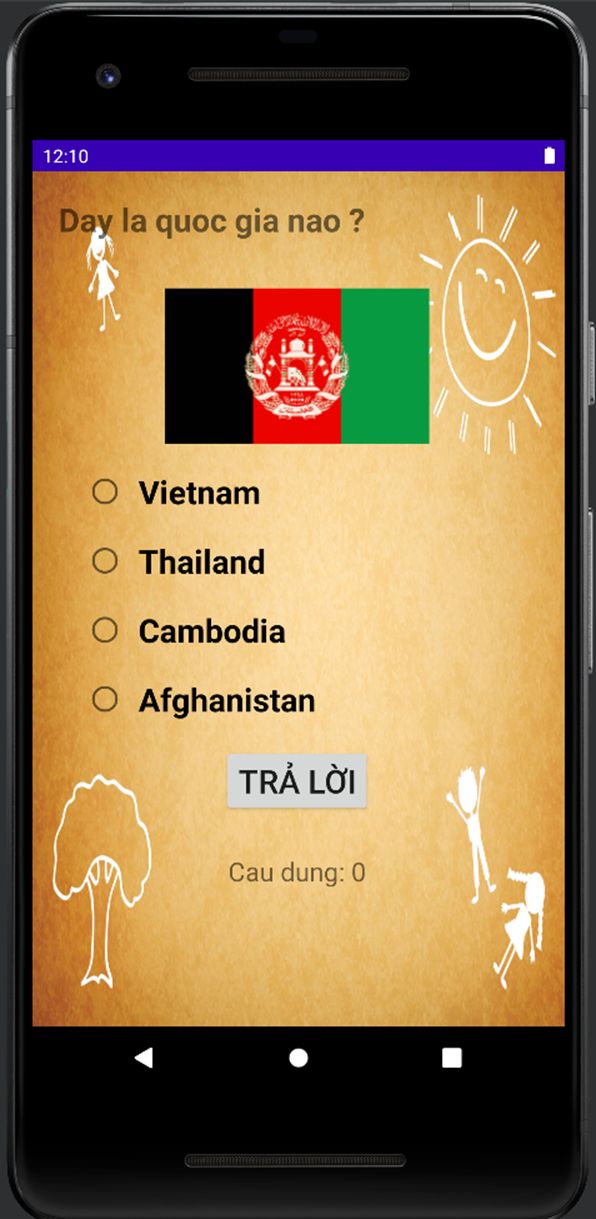 12:10
Day la quoc gia nao ?
Vietnam
Thailand
Cambodia
Afghanistan
TRẢ LỜI
Cau dung: 0